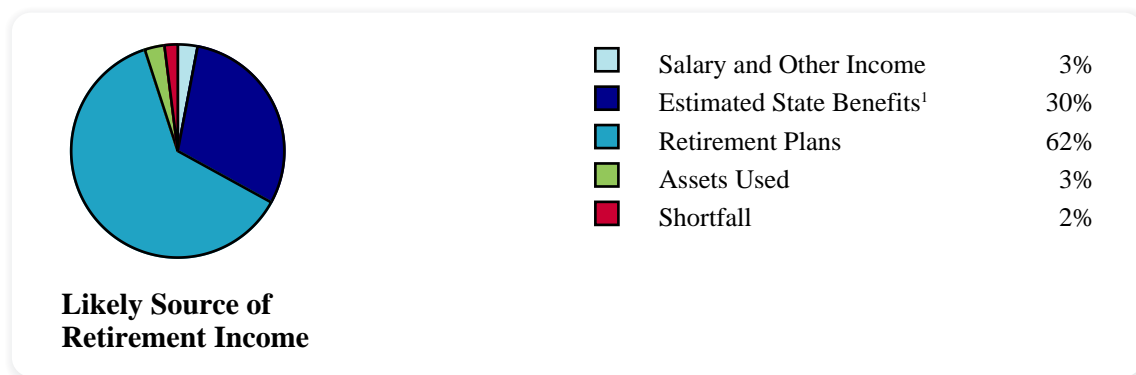 Salary and Other Income 3%
Estimated State Benefits¹ 30%
Retirement Plans 62%
Assets Used 3%
Shortfall 2%
Likely Source of
Retirement Income